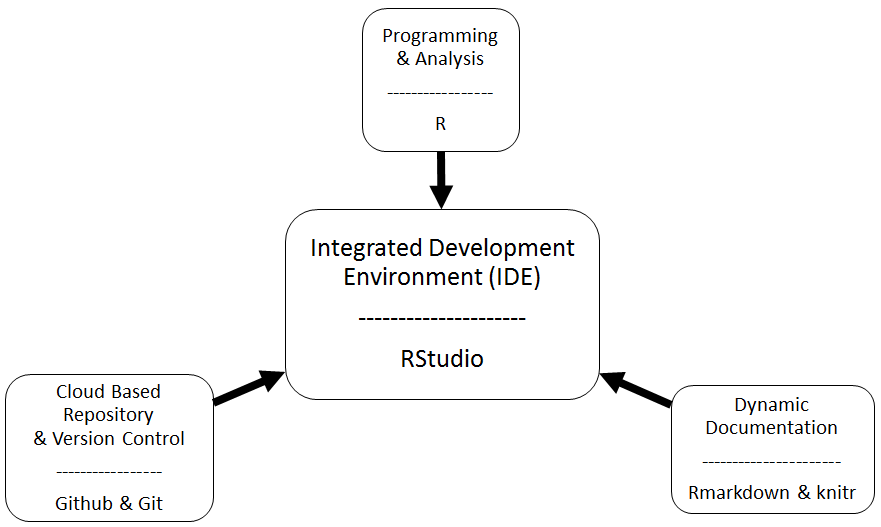 Programming
& Analysis
-----------------
R
Integrated Development
Environment (IDE)
---------------------
RStudio
Cloud Based
Repository
& Version Control
-----------------
Github & Git
Dynamic
Documentation
----------------------
Rmarkdown & knitr